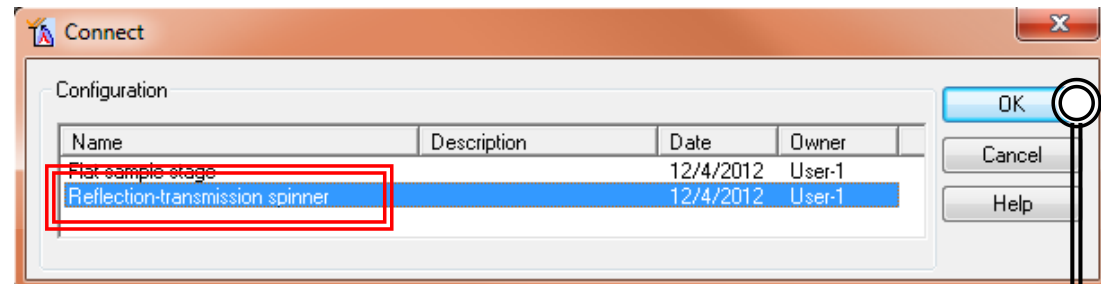 Connect
Configuration
Name Description Date Owner
Flat sample stage 12/4/2012 User-1
Reflection-transmission spinner 12/4/2012 User-1
OK
Cancel
Help